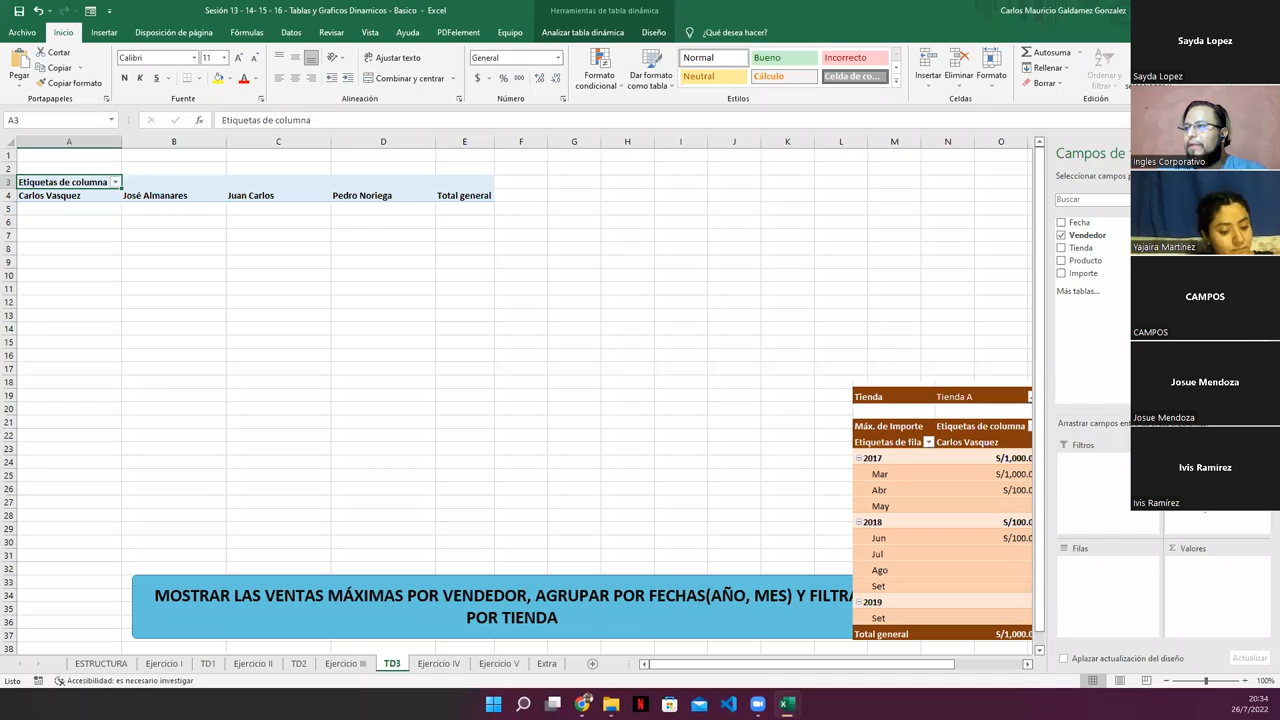 Sesión 13 - 14- 15 - 16 - Tablas y Graficos Dinamicos - Basico - Excel
Herramientas de tabla dinámica
Carlos Mauricio Galdamez Gonzalez
Archivo Inicio Insertar Disposición de página Fórmulas Datos Revisar Vista Ayuda PDFelement Equipo Analizar tabla dinámica Diseño ¿Qué desea hacer?
Pegar
Cortar
Copiar
Copiar formato
Portapapeles
Calibri 11
N K S
Fuente
Ajustar texto
Combinar y centrar
Alineación
General
$ %
Número
Formato condicional
Dar formato como tabla
Normal Bueno Incorrecto
Neutral Cálculo Celda de co...
Estilos
Insertar Eliminar Formato
Celdas
Autosuma
Rellenar
Borrar
Ordenar y filtrar
Edición
A3 fx Etiquetas de columna
A B C D E F G H I J K L M N O
1
2
3 Etiquetas de columna
4 Carlos Vasquez José Almanares Juan Carlos Pedro Noriega Total general
5
6
7
8
9
10
11
12
13
14
15
16
17
18
19 Tienda Tienda A
20
21 Máx. de Importe Etiquetas de columna
22 Etiquetas de fila Carlos Vasquez
23 2017 S/1,000.0
24 Mar S/1,000.0
25 Abr S/100.0
26 May
27 2018 S/100.0
28
29 Jun S/100.0
30 Jul
31 Ago
32 Set
33 2019
34 Set
35 Total general S/1,000.0
36
37
38
MOSTRAR LAS VENTAS MÁXIMAS POR VENDEDOR, AGRUPAR POR FECHAS(AÑO, MES) Y FILTRA
POR TIENDA
Campos de
Seleccionar campos
Buscar
Fecha
Vendedor
Tienda
Producto
Importe
Más tablas...
Arrastrar campos en
Filtros
Filas Valores
Aplazar actualización del diseño Actualizar
Sayda Lopez
Sayda Lopez
Ingles Corporativo
Yajaira Martínez
CAMPOS
CAMPOS
Josue Mendoza
Josue Mendoza
Ivis Ramirez
Ivis Ramírez
ESTRUCTURA Ejercicio I TD1 Ejercicio II TD2 Ejercicio III TD3 Ejercicio IV Ejercicio V Extra
Listo Accesibilidad: es necesario investigar 100%
20:34
26/7/2022